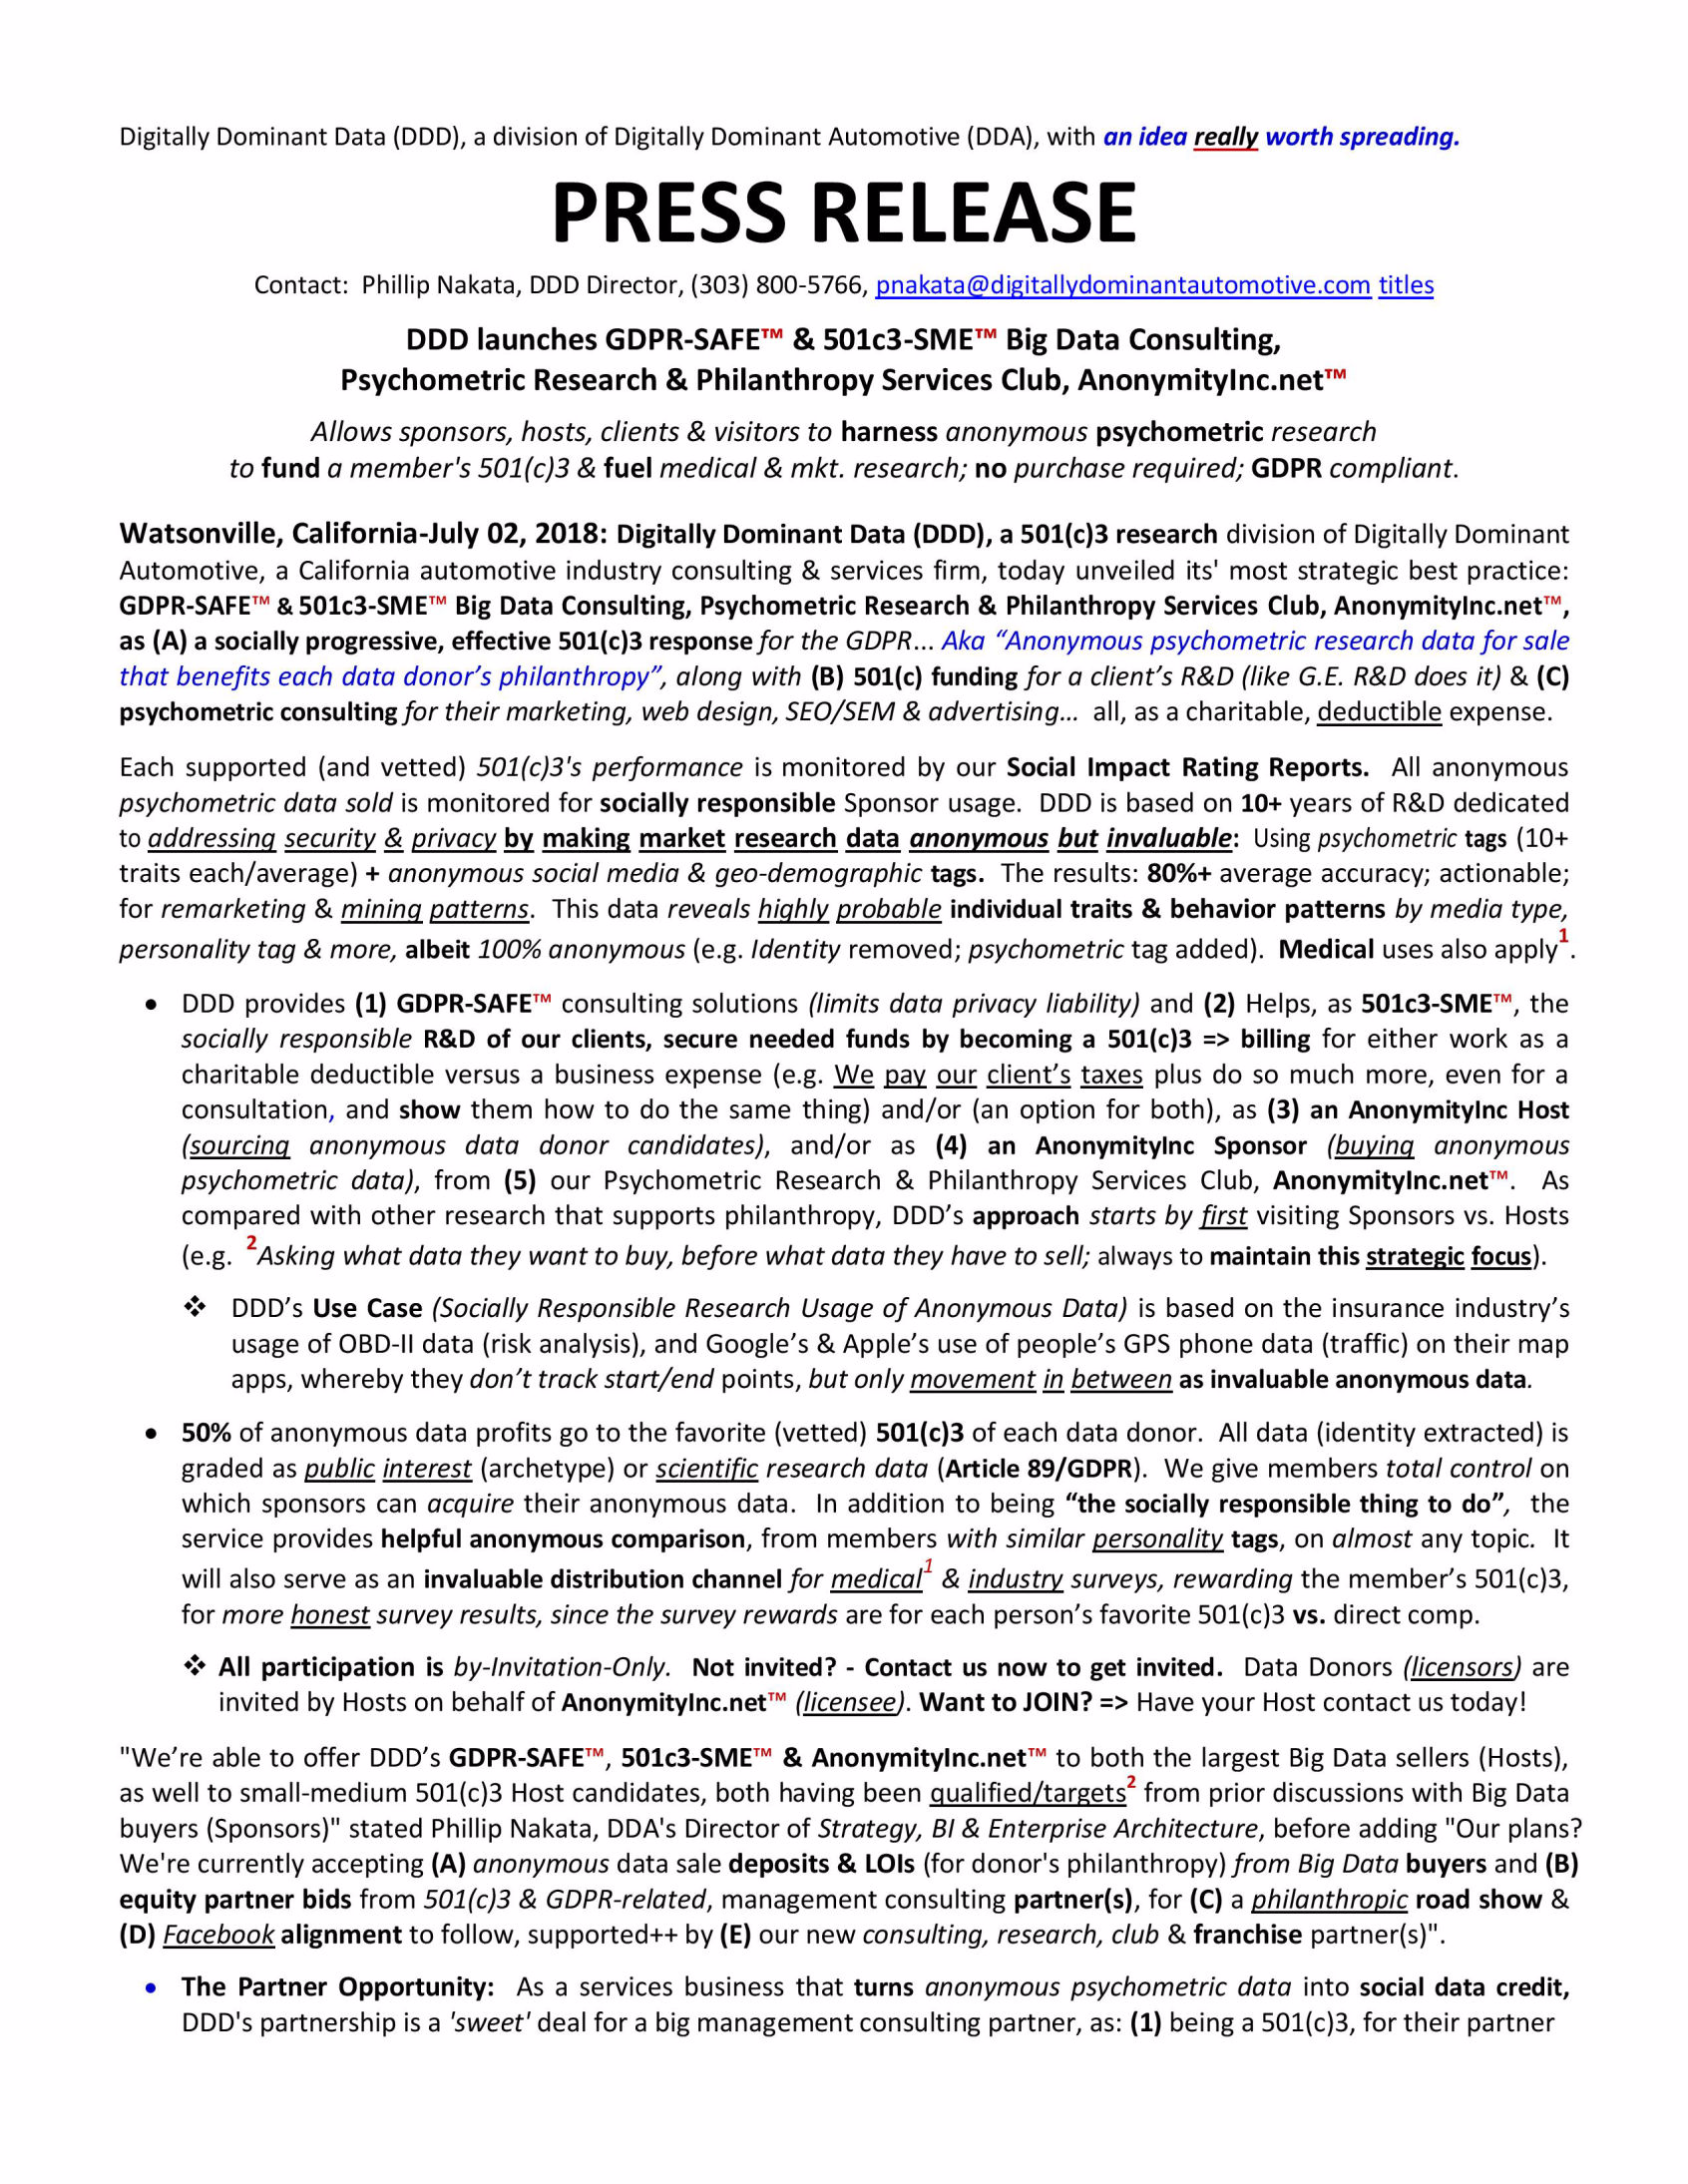 Digitally Dominant Data (DDD), a division of Digitally Dominant Automotive (DDA), with an idea really worth spreading.
PRESS RELEASE
Contact: Phillip Nakata, DDD Director, (303) 800-5766, pnakata@digitallydominantautomotive.com titles
DDD launches GDPR-SAFE™ & 501c3-SME™ Big Data Consulting,
Psychometric Research & Philanthropy Services Club, AnonymityInc.net™
Allows sponsors, hosts, clients & visitors to harness anonymous psychometric research
to fund a member's 501(c)3 & fuel medical & mkt. research; no purchase required; GDPR compliant.
Watsonville, California-July 02, 2018: Digitally Dominant Data (DDD), a 501(c)3 research division of Digitally Dominant
Automotive, a California automotive industry consulting & services firm, today unveiled its' most strategic best practice:
GDPR-SAFE™ & 501c3-SME™ Big Data Consulting, Psychometric Research & Philanthropy Services Club, AnonymityInc.net™,
as (A) a socially progressive, effective 501(c)3 response for the GDPR... Aka “Anonymous psychometric research data for sale
that benefits each data donor’s philanthropy”, along with (B) 501(c) funding for a client’s R&D (like G.E. R&D does it) & (C)
psychometric consulting for their marketing, web design, SEO/SEM & advertising… all, as a charitable, deductible expense.
Each supported (and vetted) 501(c)3's performance is monitored by our Social Impact Rating Reports. All anonymous
psychometric data sold is monitored for socially responsible Sponsor usage. DDD is based on 10+ years of R&D dedicated
to addressing security & privacy by making market research data anonymous but invaluable: Using psychometric tags (10+
traits each/average) + anonymous social media & geo-demographic tags. The results: 80%+ average accuracy; actionable;
for remarketing & mining patterns. This data reveals highly probable individual traits & behavior patterns by media type,
personality tag & more, albeit 100% anonymous (e.g. Identity removed; psychometric tag added). Medical uses also apply1.
• DDD provides (1) GDPR-SAFE™ consulting solutions (limits data privacy liability) and (2) Helps, as 501c3-SME™, the
socially responsible R&D of our clients, secure needed funds by becoming a 501(c)3 => billing for either work as a
charitable deductible versus a business expense (e.g. We pay our client’s taxes plus do so much more, even for a
consultation, and show them how to do the same thing) and/or (an option for both), as (3) an AnonymityInc Host
(sourcing anonymous data donor candidates), and/or as (4) an AnonymityInc Sponsor (buying anonymous
psychometric data), from (5) our Psychometric Research & Philanthropy Services Club, AnonymityInc.net™. As
compared with other research that supports philanthropy, DDD’s approach starts by first visiting Sponsors vs. Hosts
(e.g. 2Asking what data they want to buy, before what data they have to sell; always to maintain this strategic focus).
❖ DDD’s Use Case (Socially Responsible Research Usage of Anonymous Data) is based on the insurance industry’s
usage of OBD-II data (risk analysis), and Google’s & Apple’s use of people’s GPS phone data (traffic) on their map
apps, whereby they don’t track start/end points, but only movement in between as invaluable anonymous data.
• 50% of anonymous data profits go to the favorite (vetted) 501(c)3 of each data donor. All data (identity extracted) is
graded as public interest (archetype) or scientific research data (Article 89/GDPR). We give members total control on
which sponsors can acquire their anonymous data. In addition to being “the socially responsible thing to do”, the
service provides helpful anonymous comparison, from members with similar personality tags, on almost any topic. It
will also serve as an invaluable distribution channel for medical1 & industry surveys, rewarding the member’s 501(c)3,
for more honest survey results, since the survey rewards are for each person’s favorite 501(c)3 vs. direct comp.
❖ All participation is by-Invitation-Only. Not invited? - Contact us now to get invited. Data Donors (licensors) are
invited by Hosts on behalf of AnonymityInc.net™ (licensee). Want to JOIN? => Have your Host contact us today!
"We’re able to offer DDD’s GDPR-SAFE™, 501c3-SME™ & AnonymityInc.net™ to both the largest Big Data sellers (Hosts),
as well to small-medium 501(c)3 Host candidates, both having been qualified/targets2 from prior discussions with Big Data
buyers (Sponsors)" stated Phillip Nakata, DDA's Director of Strategy, BI & Enterprise Architecture, before adding "Our plans?
We're currently accepting (A) anonymous data sale deposits & LOIs (for donor's philanthropy) from Big Data buyers and (B)
equity partner bids from 501(c)3 & GDPR-related, management consulting partner(s), for (C) a philanthropic road show &
(D) Facebook alignment to follow, supported++ by (E) our new consulting, research, club & franchise partner(s)".
• The Partner Opportunity: As a services business that turns anonymous psychometric data into social data credit,
DDD's partnership is a 'sweet' deal for a big management consulting partner, as: (1) being a 501(c)3, for their partner